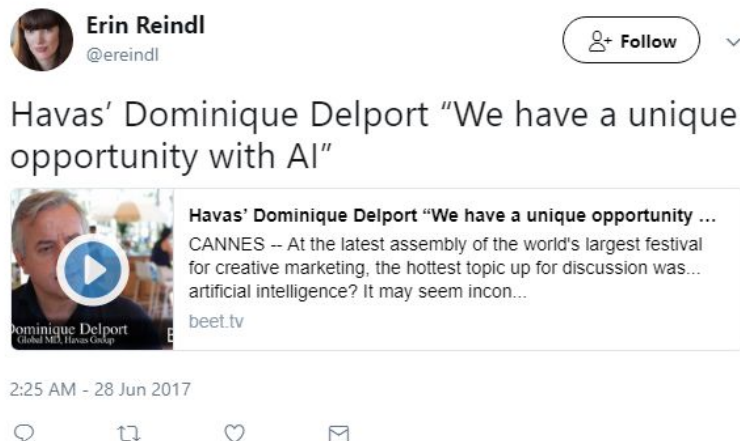 Erin Reindl
@ereindl
Follow
Havas’ Dominique Delport “We have a unique
opportunity with AI”
Havas’ Dominique Delport “We have a unique opportunity ...
CANNES -- At the latest assembly of the world's largest festival
for creative marketing, the hottest topic up for discussion was...
artificial intelligence? It may seem incon...
beet.tv
Dominique Delport
Global MD, Havas Group
2:25 AM - 28 Jun 2017